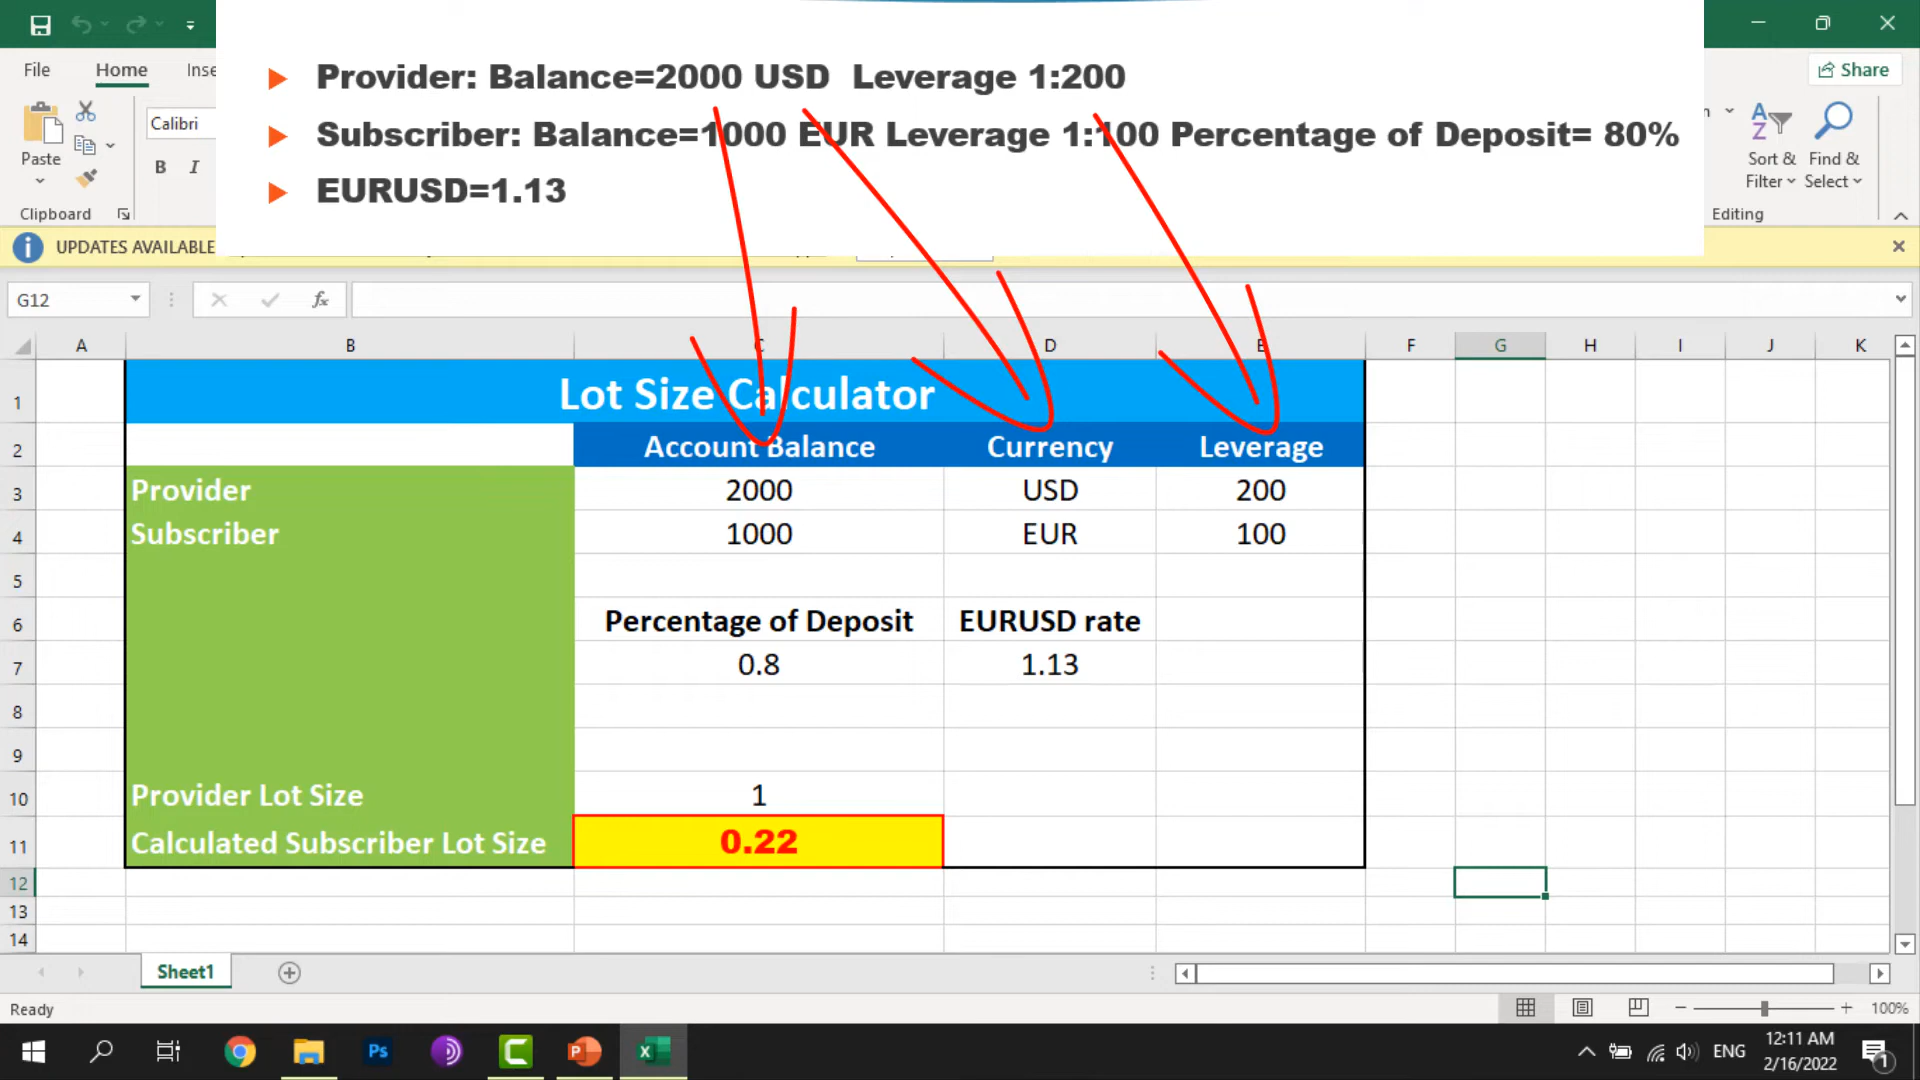 Provider: Balance=2000 USD Leverage 1:200
Subscriber: Balance=1000 EUR Leverage 1:100 Percentage of Deposit= 80%
EURUSD=1.13
File Home Inse
Share
Calibri
Paste
B I
Sort & Filter
Find & Select
Clipboard
Editing
UPDATES AVAILABLE
G12
fx
A B C D E F G H I J K
1 Lot Size Calculator
2 Account Balance Currency Leverage
3 Provider 2000 USD 200
4 Subscriber 1000 EUR 100
5
6 Percentage of Deposit EURUSD rate
7 0.8 1.13
8
9
10 Provider Lot Size 1
11 Calculated Subscriber Lot Size 0.22
12
13
14
Sheet1
Ready
100%
Ps
ENG
12:11 AM
2/16/2022
1